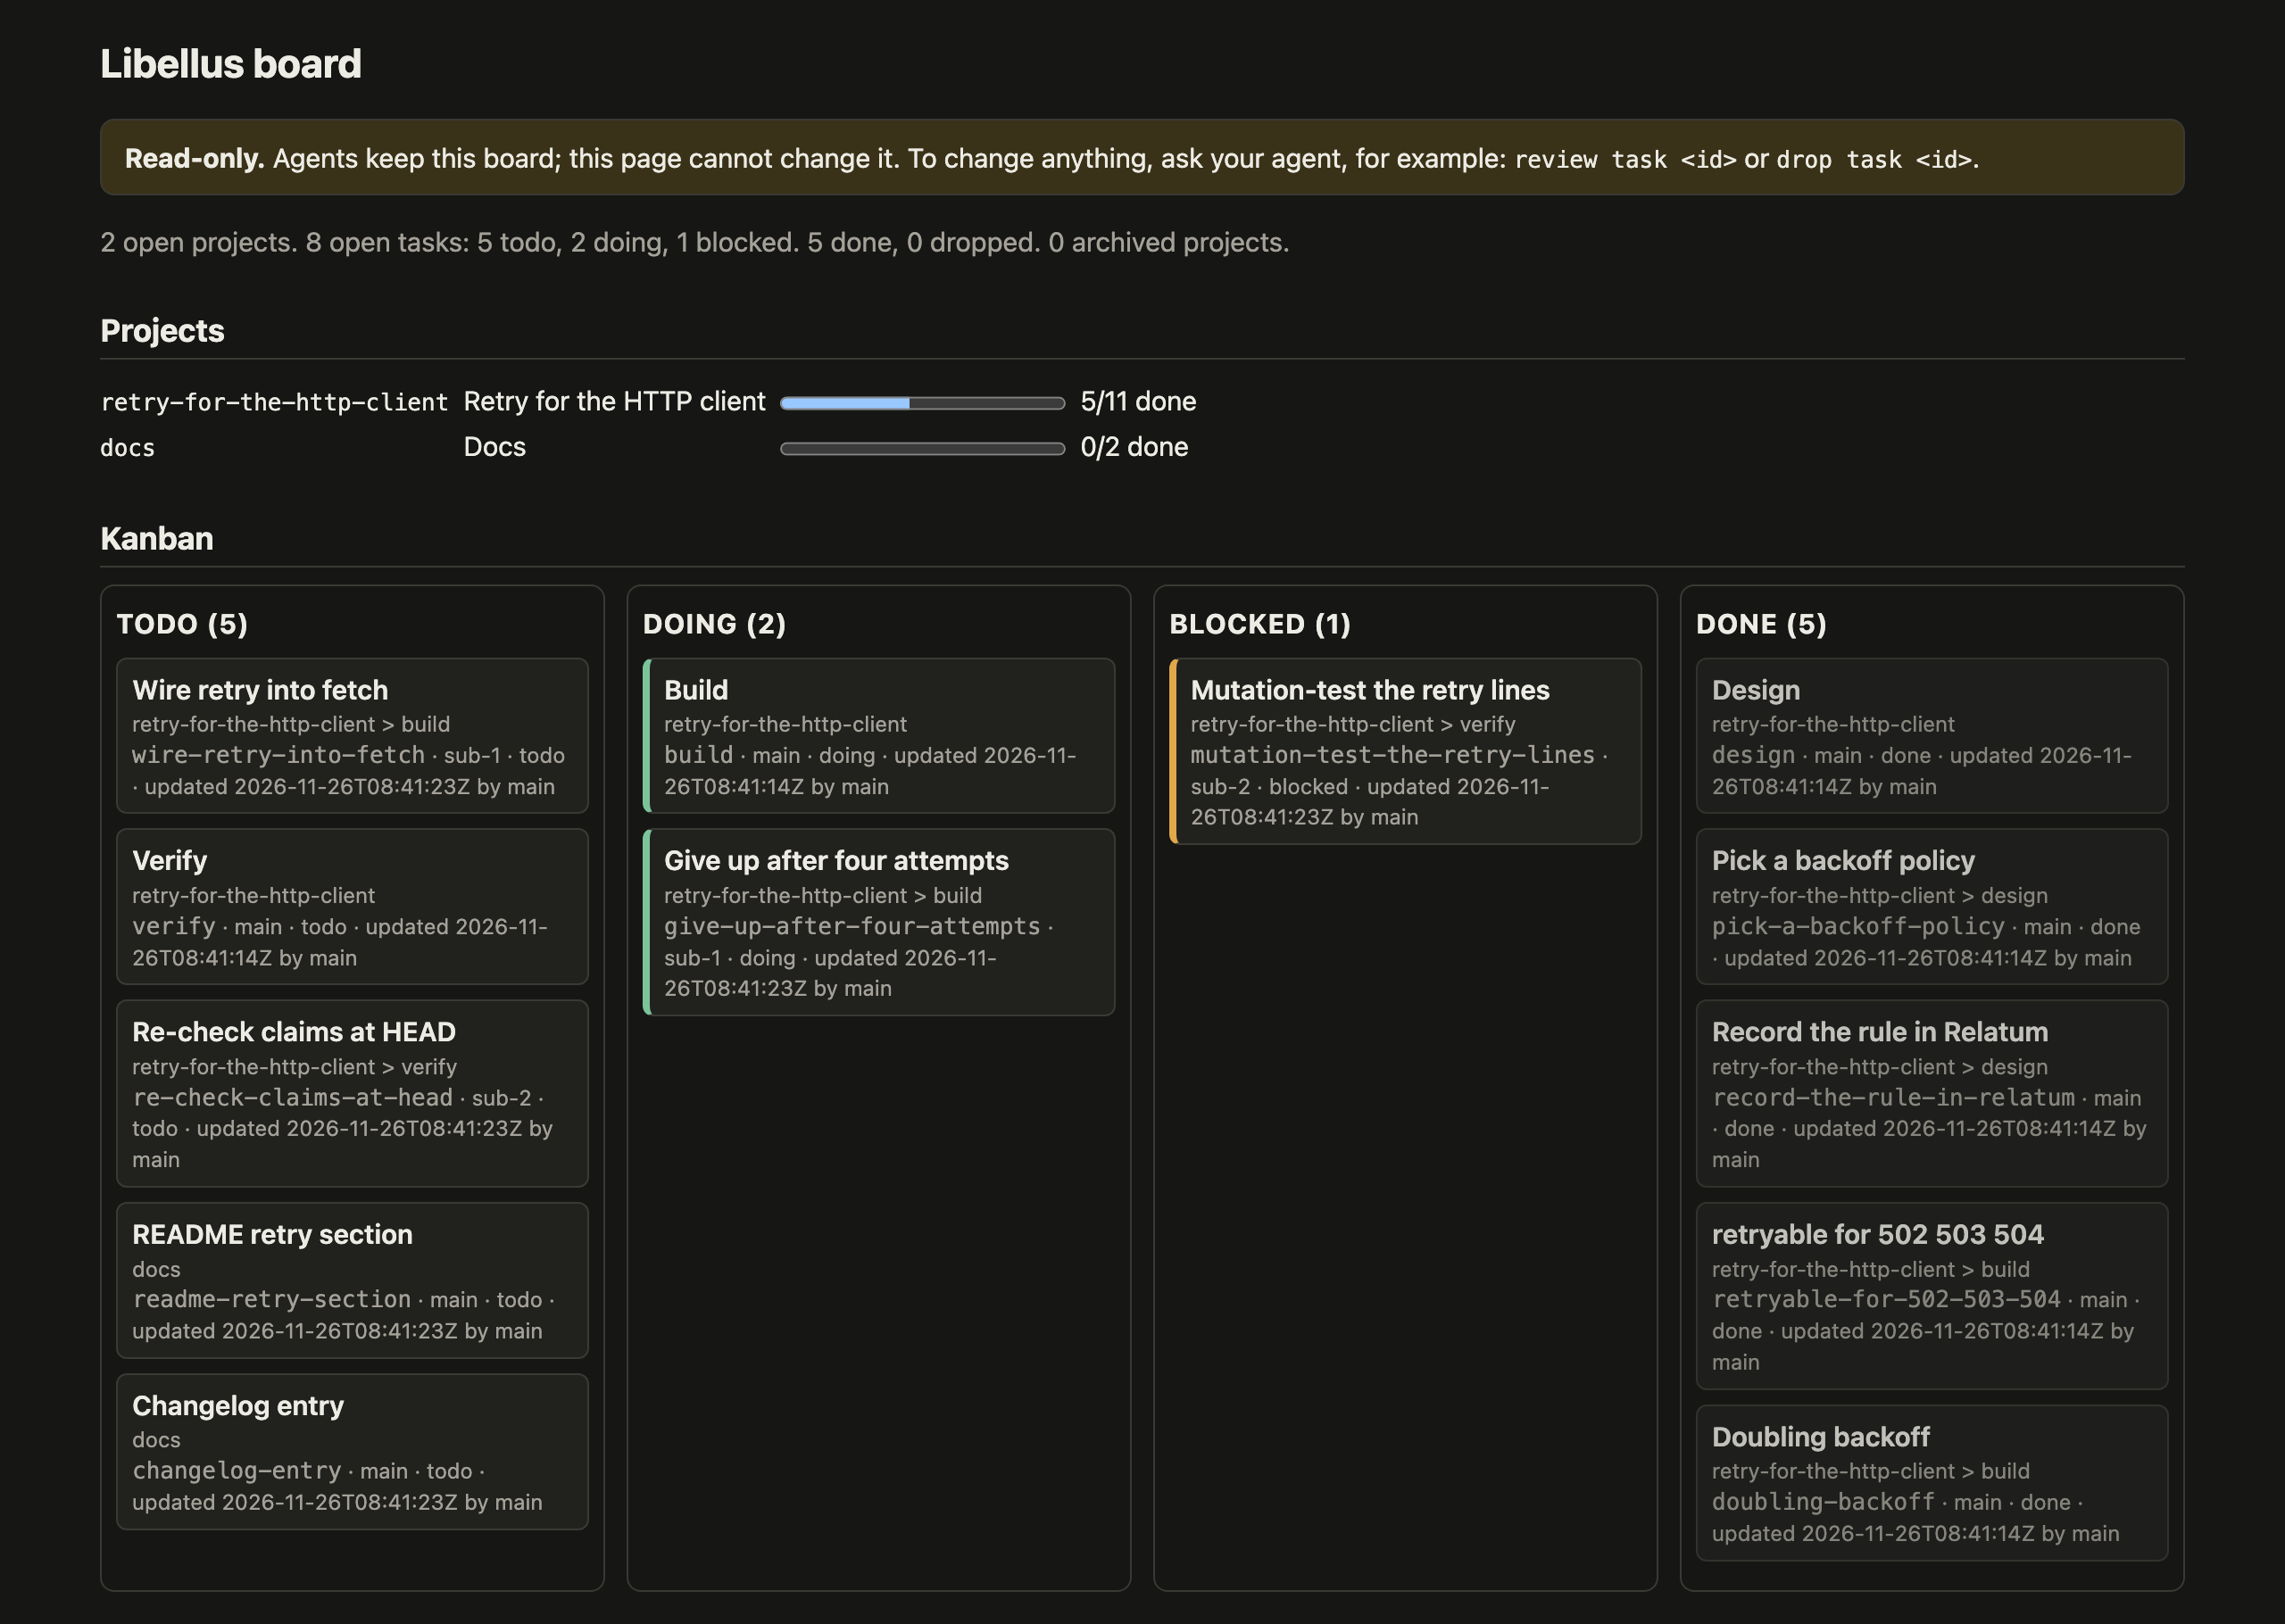 Libellus board
Read-only. Agents keep this board; this page cannot change it. To change anything, ask your agent, for example: review task <id> or drop task <id>.
2 open projects. 8 open tasks: 5 todo, 2 doing, 1 blocked. 5 done, 0 dropped. 0 archived projects.
Projects
retry-for-the-http-client Retry for the HTTP client 5/11 done
docs Docs 0/2 done
Kanban
TODO (5)
Wire retry into fetch
retry-for-the-http-client > build
wire-retry-into-fetch · sub-1 · todo
· updated 2026-11-26T08:41:23Z by main
Verify
retry-for-the-http-client
verify · main · todo · updated 2026-11-
26T08:41:14Z by main
Re-check claims at HEAD
retry-for-the-http-client > verify
re-check-claims-at-head · sub-2 ·
todo · updated 2026-11-26T08:41:23Z by
main
README retry section
docs
readme-retry-section · main · todo ·
updated 2026-11-26T08:41:23Z by main
Changelog entry
docs
changelog-entry · main · todo ·
updated 2026-11-26T08:41:23Z by main
DOING (2)
Build
retry-for-the-http-client
build · main · doing · updated 2026-11-
26T08:41:14Z by main
Give up after four attempts
retry-for-the-http-client > build
give-up-after-four-attempts ·
sub-1 · doing · updated 2026-11-
26T08:41:23Z by main
BLOCKED (1)
Mutation-test the retry lines
retry-for-the-http-client > verify
mutation-test-the-retry-lines ·
sub-2 · blocked · updated 2026-11-
26T08:41:23Z by main
DONE (5)
Design
retry-for-the-http-client
design · main · done · updated 2026-11-
26T08:41:14Z by main
Pick a backoff policy
retry-for-the-http-client > design
pick-a-backoff-policy · main · done
· updated 2026-11-26T08:41:14Z by main
Record the rule in Relatum
retry-for-the-http-client > design
record-the-rule-in-relatum · main
· done · updated 2026-11-26T08:41:14Z by
main
retryable for 502 503 504
retry-for-the-http-client > build
retryable-for-502-503-504 · main ·
done · updated 2026-11-26T08:41:14Z by
main
Doubling backoff
retry-for-the-http-client > build
doubling-backoff · main · done ·
updated 2026-11-26T08:41:14Z by main